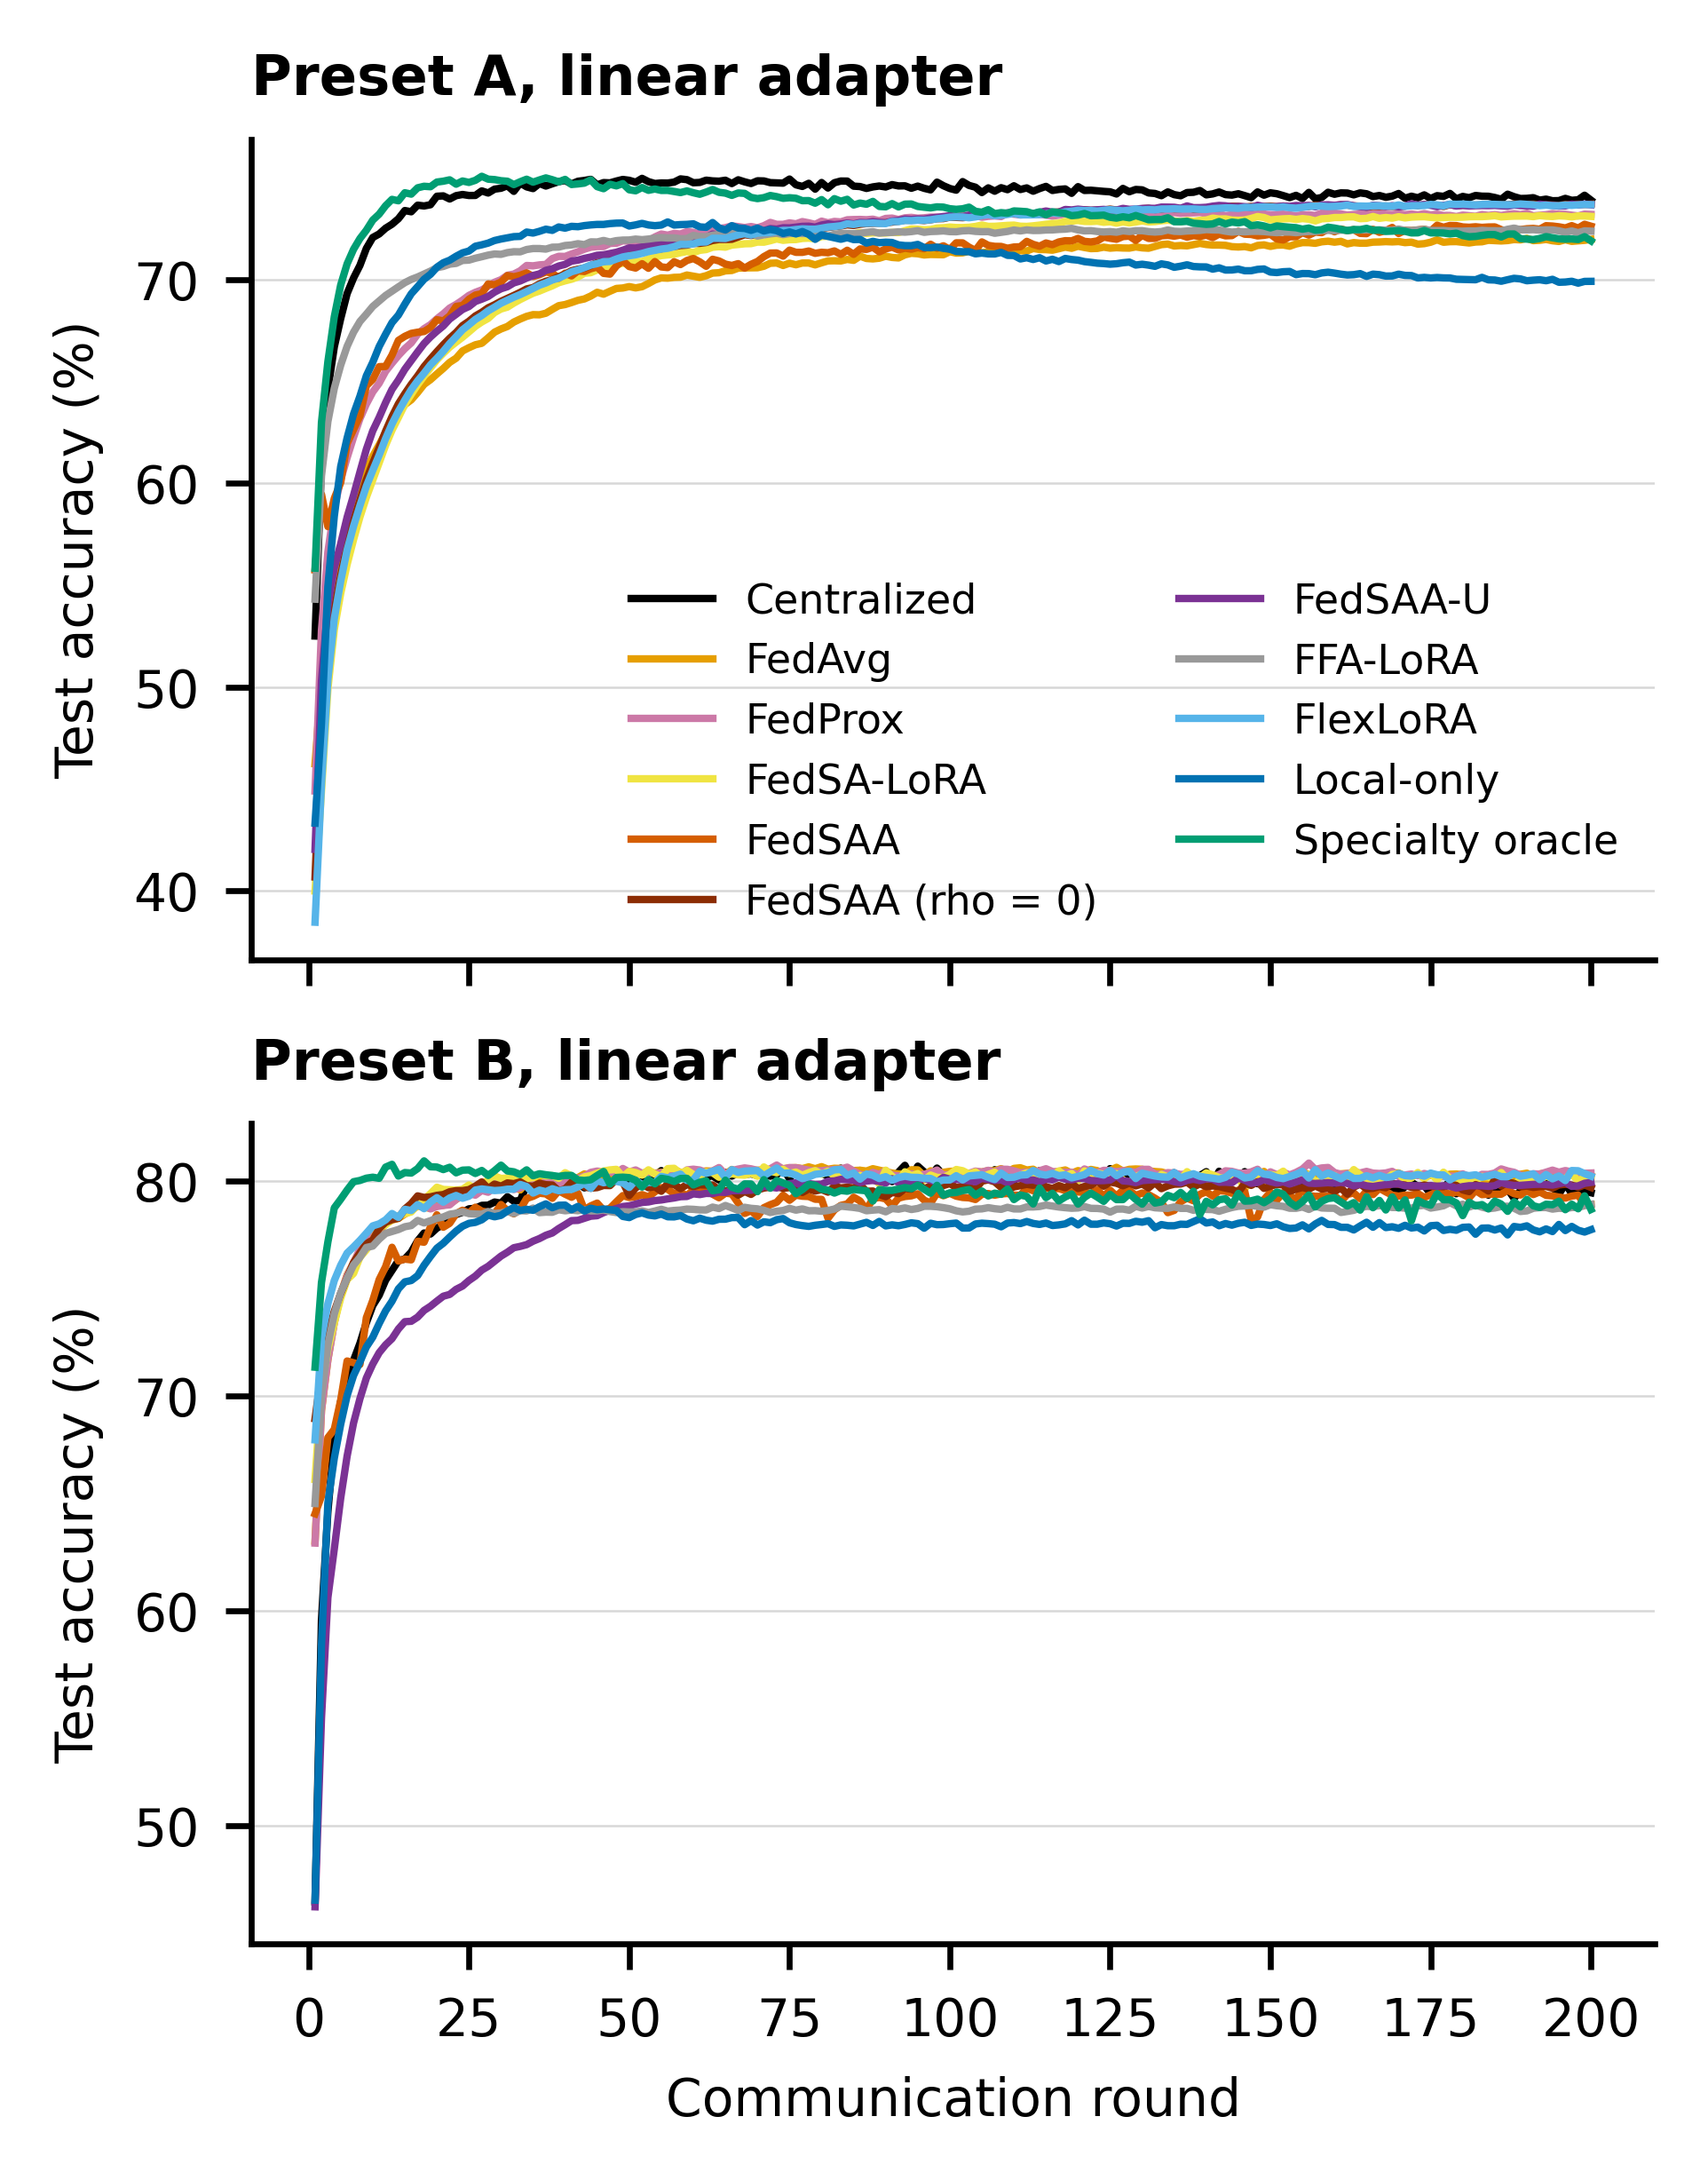 Preset A, linear adapter
Test accuracy (%)
70
60
50
40
Centralized
FedAvg
FedProx
FedSA-LoRA
FedSAA
FedSAA (rho = 0)
FedSAA-U
FFA-LoRA
FlexLoRA
Local-only
Specialty oracle
Preset B, linear adapter
Test accuracy (%)
80
70
60
50
0 25 50 75 100 125 150 175 200
Communication round